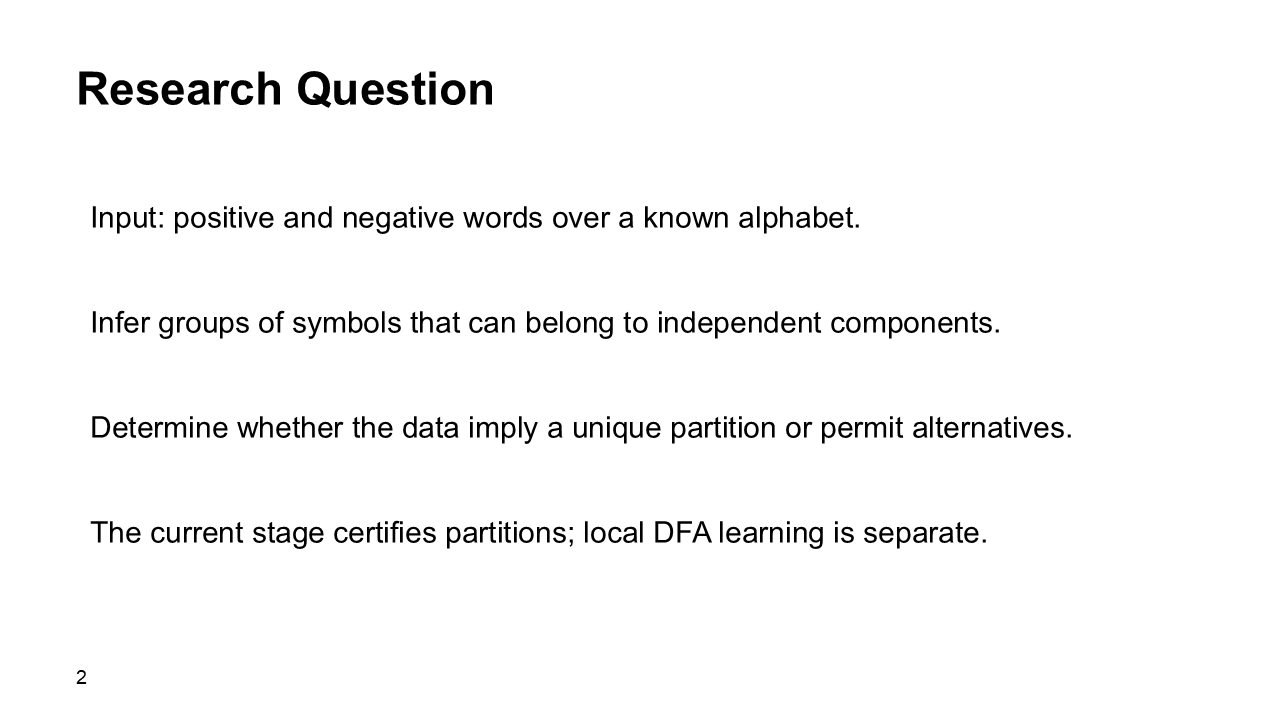 Research Question
Input: positive and negative words over a known alphabet.
Infer groups of symbols that can belong to independent components.
Determine whether the data imply a unique partition or permit alternatives.
The current stage certifies partitions; local DFA learning is separate.
2